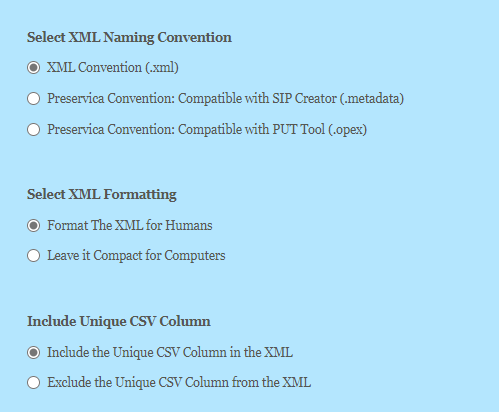 Select XML Naming Convention
XML Convention (.xml)
Preservica Convention: Compatible with SIP Creator (.metadata)
Preservica Convention: Compatible with PUT Tool (.opex)
Select XML Formatting
Format The XML for Humans
Leave it Compact for Computers
Include Unique CSV Column
Include the Unique CSV Column in the XML
Exclude the Unique CSV Column from the XML